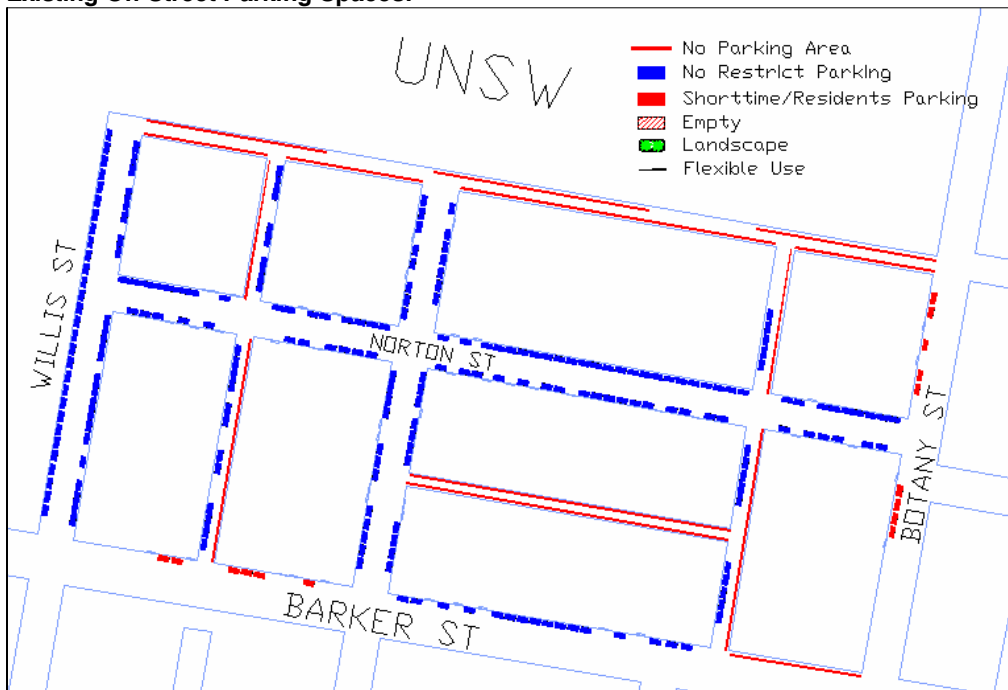 Existing On-Street Parking Spaces:
UNSW
No Parking Area
No Restrict Parking
Shorttime/Residents Parking
Empty
Landscape
Flexible Use
WILLIS ST
NORTON ST
BOTANY ST
BARKER ST